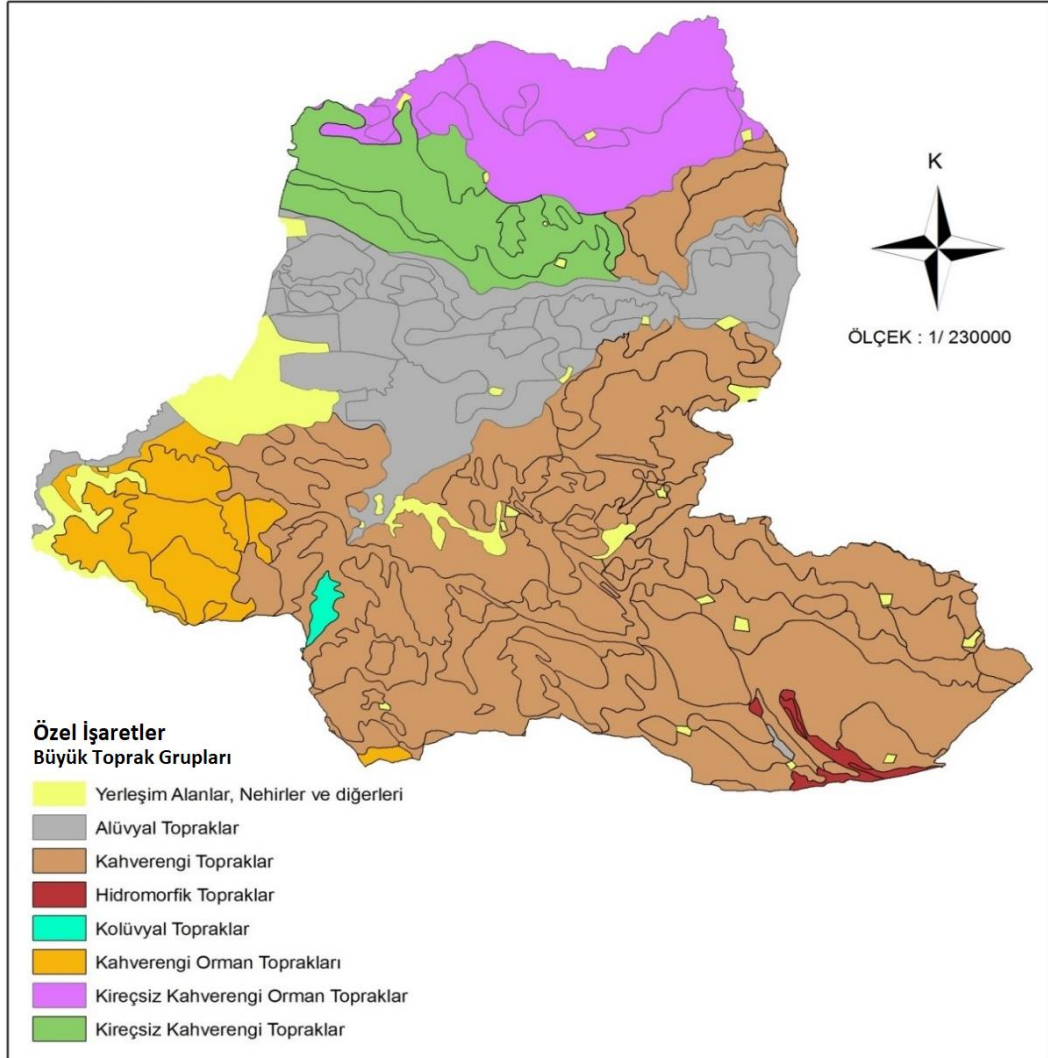 K
ÖLÇEK : 1/ 230000
Özel İşaretler
Büyük Toprak Grupları
Yerleşim Alanlar, Nehirler ve diğerleri
Alüvyal Topraklar
Kahverengi Topraklar
Hidromorfik Topraklar
Kolüvyal Topraklar
Kahverengi Orman Toprakları
Kireçsiz Kahverengi Orman Topraklar
Kireçsiz Kahverengi Topraklar